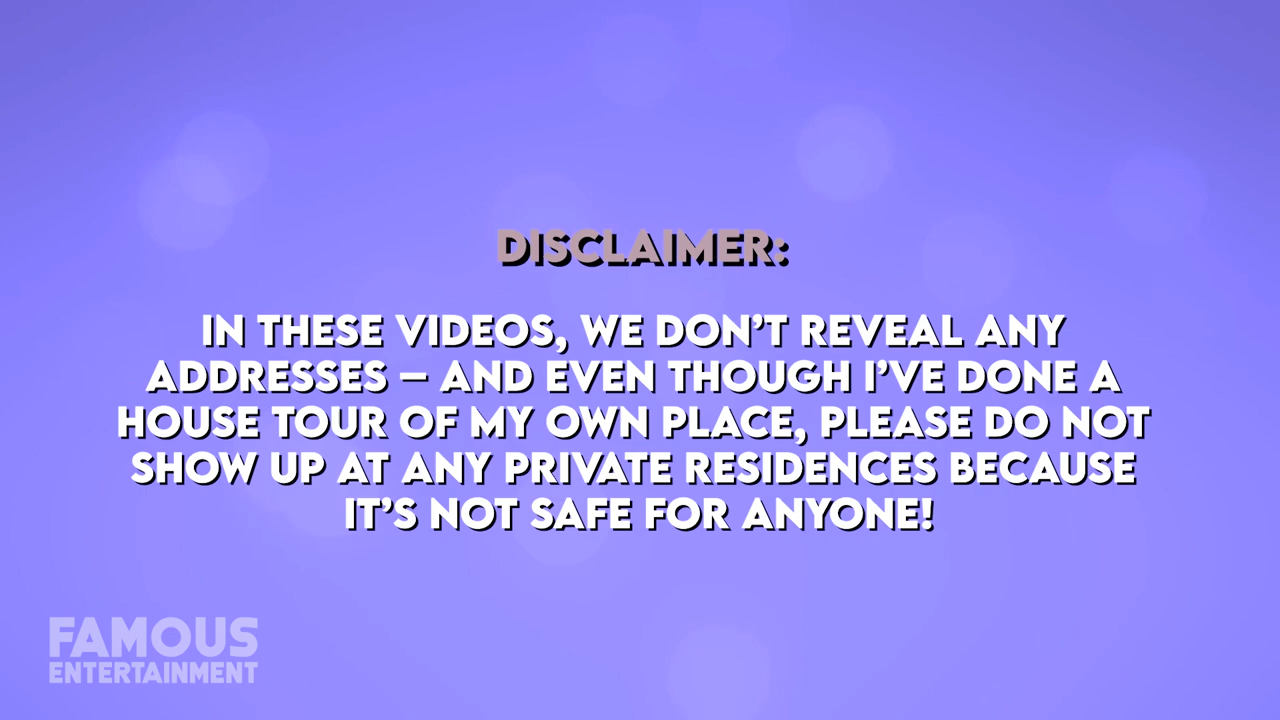 DISCLAIMER:
IN THESE VIDEOS, WE DON'T REVEAL ANY
ADDRESSES – AND EVEN THOUGH I'VE DONE A
HOUSE TOUR OF MY OWN PLACE, PLEASE DO NOT
SHOW UP AT ANY PRIVATE RESIDENCES BECAUSE
IT'S NOT SAFE FOR ANYONE!
FAMOUS
ENTERTAINMENT